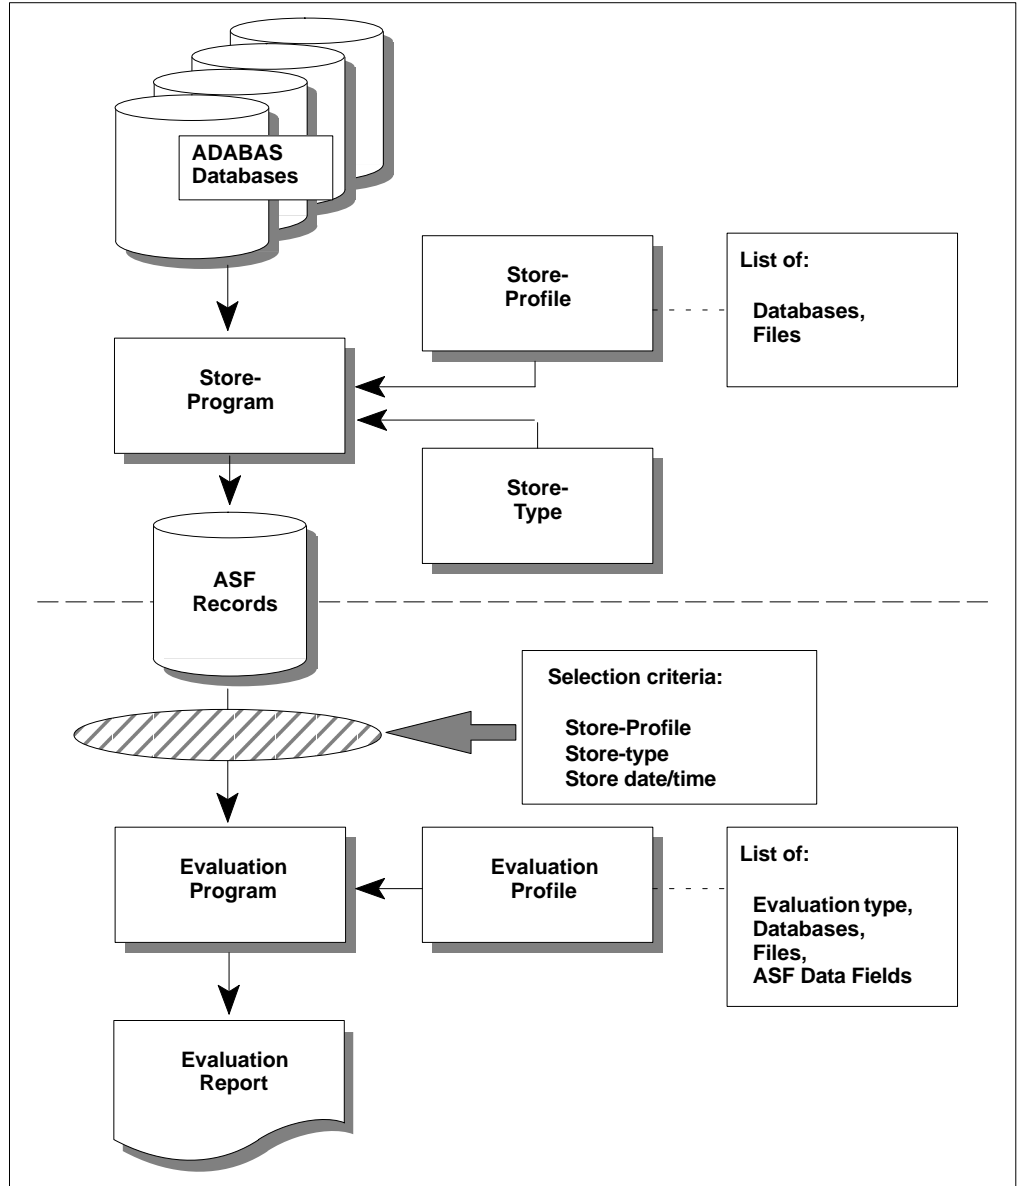 ADABAS
Databases
Store-
Profile
List of:
Databases,
Files
Store-
Program
Store-
Type
ASF
Records
Selection criteria:
Store-Profile
Store-type
Store date/time
Evaluation
Program
Evaluation
Profile
List of:
Evaluation type,
Databases,
Files,
ASF Data Fields
Evaluation
Report